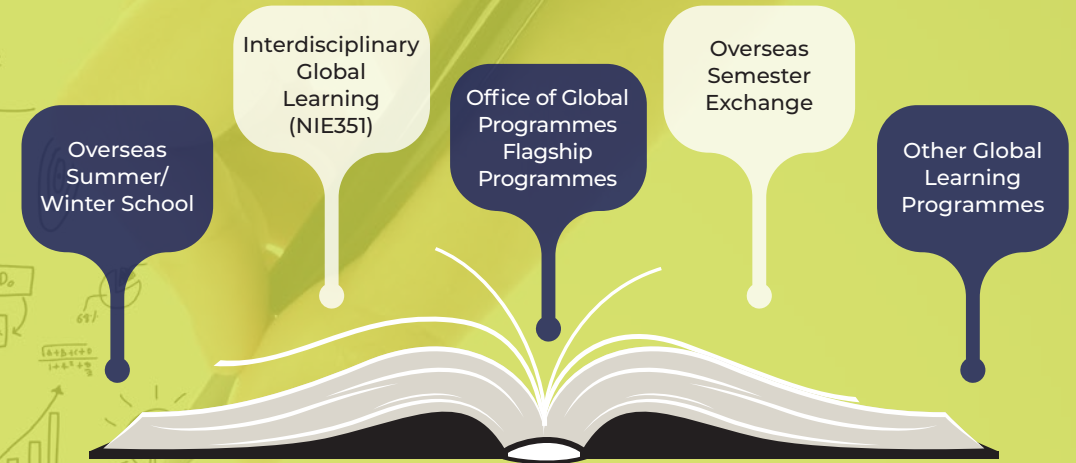 Overseas
Summer/
Winter School
Interdisciplinary
Global
Learning
(NIE351)
Office of Global
Programmes
Flagship
Programmes
Overseas
Semester
Exchange
Other Global
Learning
Programmes